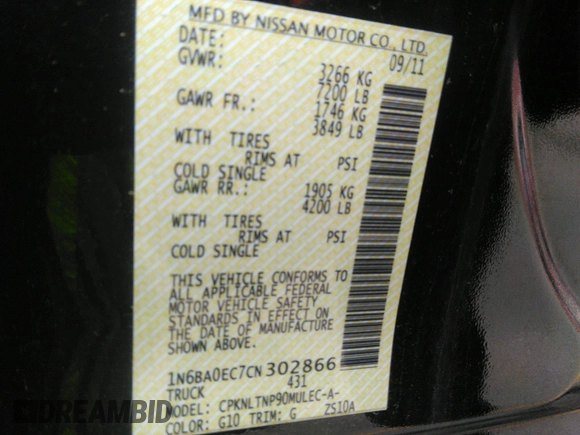 MFD BY NISSAN MOTOR CO., LTD.
DATE: 09/11
GVWR: 3266 KG
7200 LB
GAWR FR.: 1746 KG
3849 LB
WITH TIRES
RIMS AT PSI
COLD SINGLE
GAWR RR.: 1905 KG
4200 LB
WITH TIRES
RIMS AT PSI
COLD SINGLE
THIS VEHICLE CONFORMS TO
ALL APPLICABLE FEDERAL
MOTOR VEHICLE SAFETY
STANDARDS IN EFFECT ON
THE DATE OF MANUFACTURE
SHOWN ABOVE.
1N6BA0EC7CN302866
TRUCK 431
MODEL: CPKNLTNP90MULEC-A-
COLOR: G10 TRIM: G ZS10A
DREAMBID